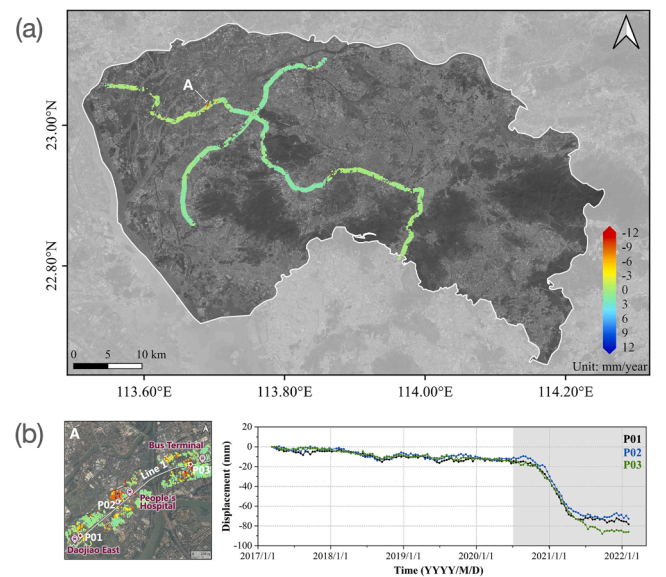 (a)
A
23.00°N
22.80°N
-12
-9
-6
-3
0
3
6
9
12
Unit: mm/year
0 5 10 km
113.60°E 113.80°E 114.00°E 114.20°E
(b)
A
Bus Terminal
Line 1
P03
P02
People's
Hospital
P01
Daojiao East
Displacement (mm)
20
0
-20
-40
-60
-80
-100
P01
P02
P03
2017/1/1 2018/1/1 2019/1/1 2020/1/1 2021/1/1 2022/1/1
Time (YYYY/M/D)